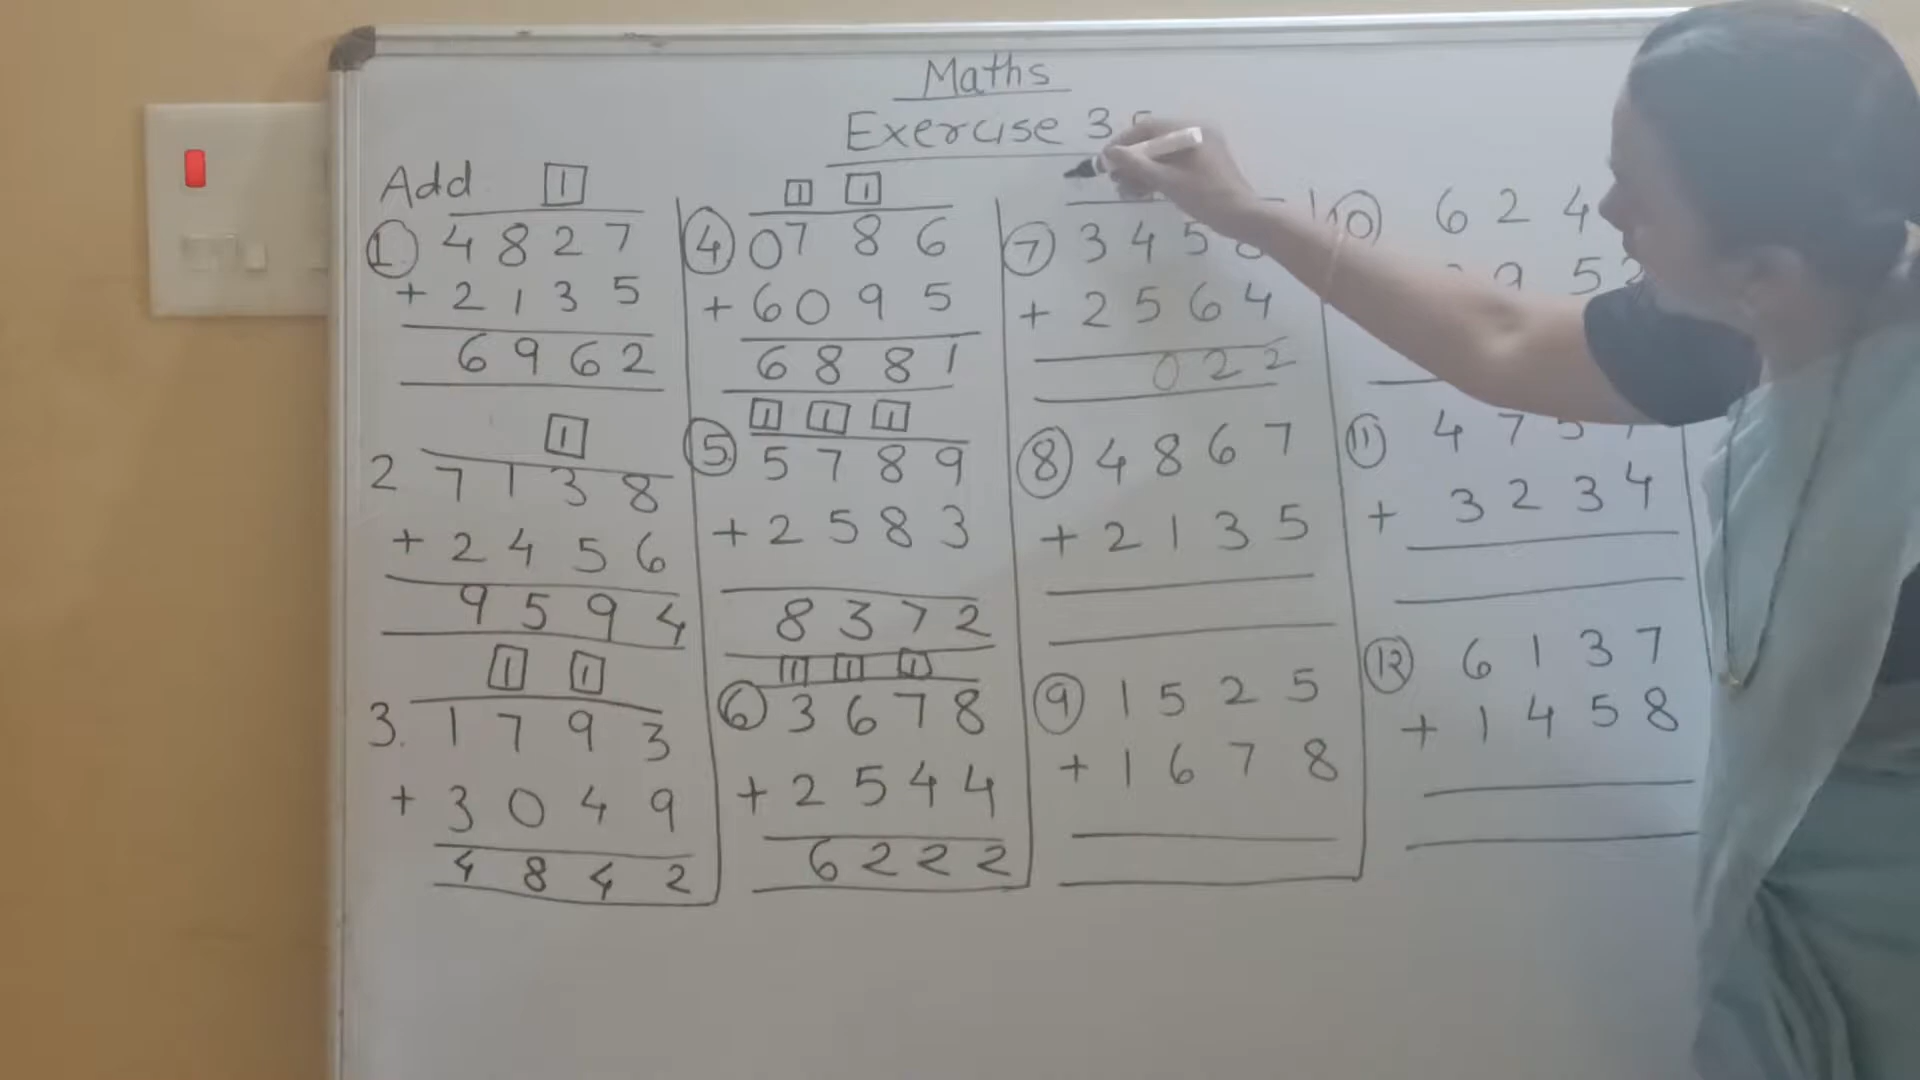 Maths
Exercise 3
Add 1
1. 4 8 2 7
+ 2 1 3 5
6 9 6 2
1
2 7 1 3 8
+ 2 4 5 6
9 5 9 4
1 1
3. 1 7 9 3
+ 3 0 4 9
4 8 4 2
1 1
4 0 7 8 6
+ 6 0 9 5
6 8 8 1
1 1 1
5. 5 7 8 9
+ 2 5 8 3
8 3 7 2
1 1 1
6 3 6 7 8
+ 2 5 4 4
6 2 2 2
7 3 4 5 8
+ 2 5 6 4
0 2 2
8 4 8 6 7
+ 2 1 3 5
9 1 5 2 5
+ 1 6 7 8
10 6 2 4
9 5
11 4 7 5
+ 3 2 3 4
12 6 1 3 7
+ 1 4 5 8